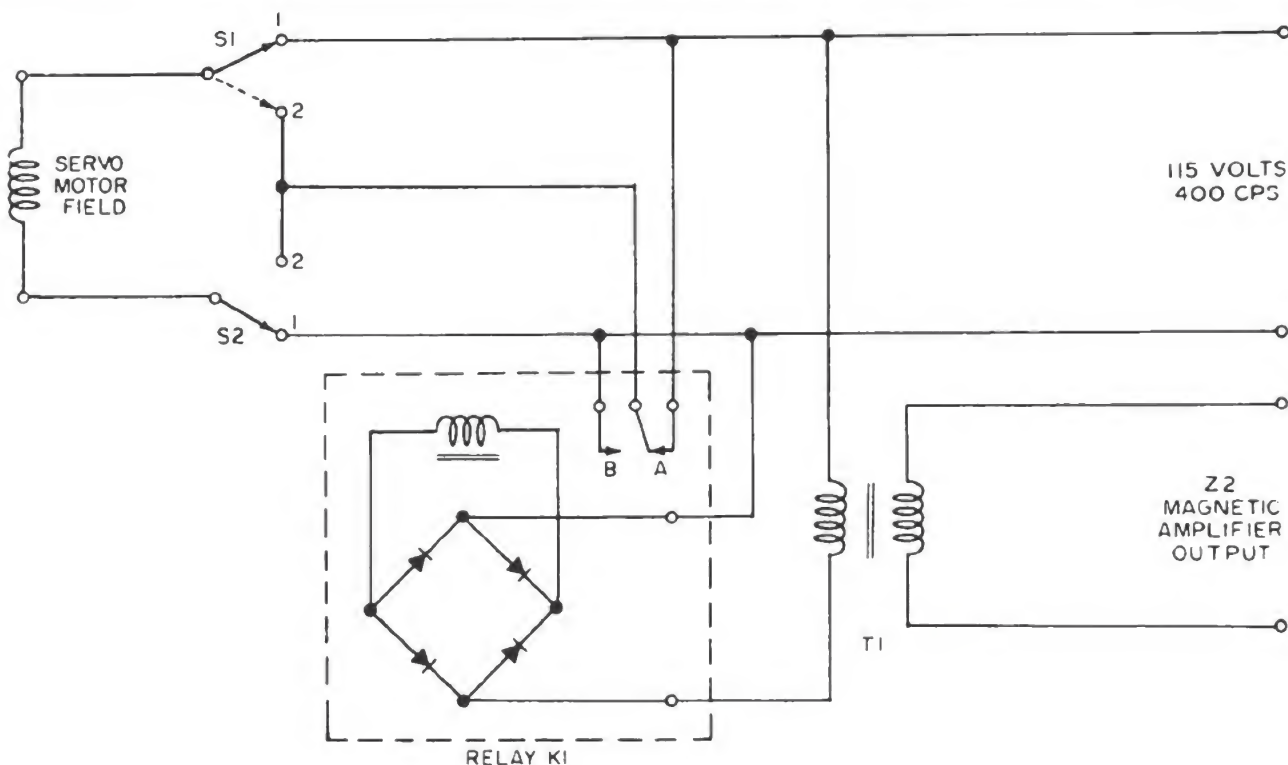 1
S1
2
SERVO
MOTOR
FIELD
115 VOLTS
400 CPS
2
S2
1
B
A
Z2
MAGNETIC
AMPLIFIER
OUTPUT
T1
RELAY K1